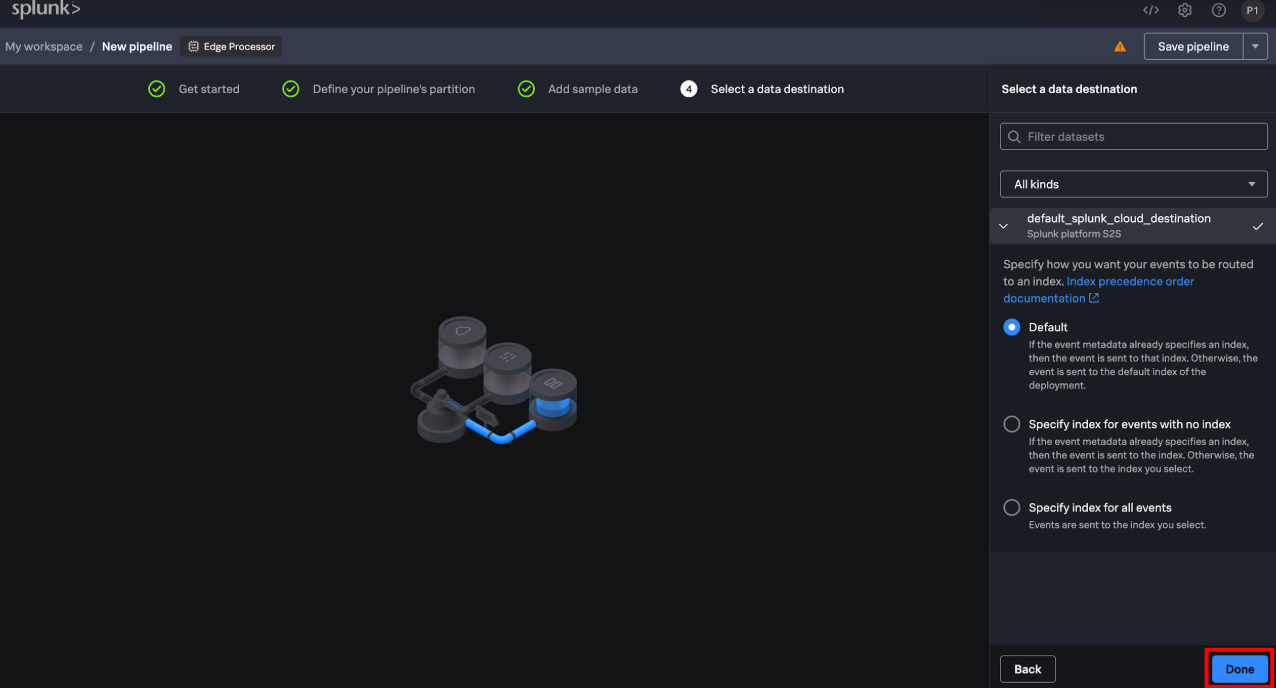 splunk>
P1
My workspace / New pipeline Edge Processor
Save pipeline
Get started
Define your pipeline's partition
Add sample data
4 Select a data destination
Select a data destination
Filter datasets
All kinds
default_splunk_cloud_destination
Splunk platform S2S
Specify how you want your events to be routed
to an index. Index precedence order
documentation
Default
If the event metadata already specifies an index,
then the event is sent to that index. Otherwise, the
event is sent to the default index of the
deployment.
Specify index for events with no index
If the event metadata already specifies an index,
then the event is sent to the index. Otherwise, the
event is sent to the index you select.
Specify index for all events
Events are sent to the index you select.
Back
Done